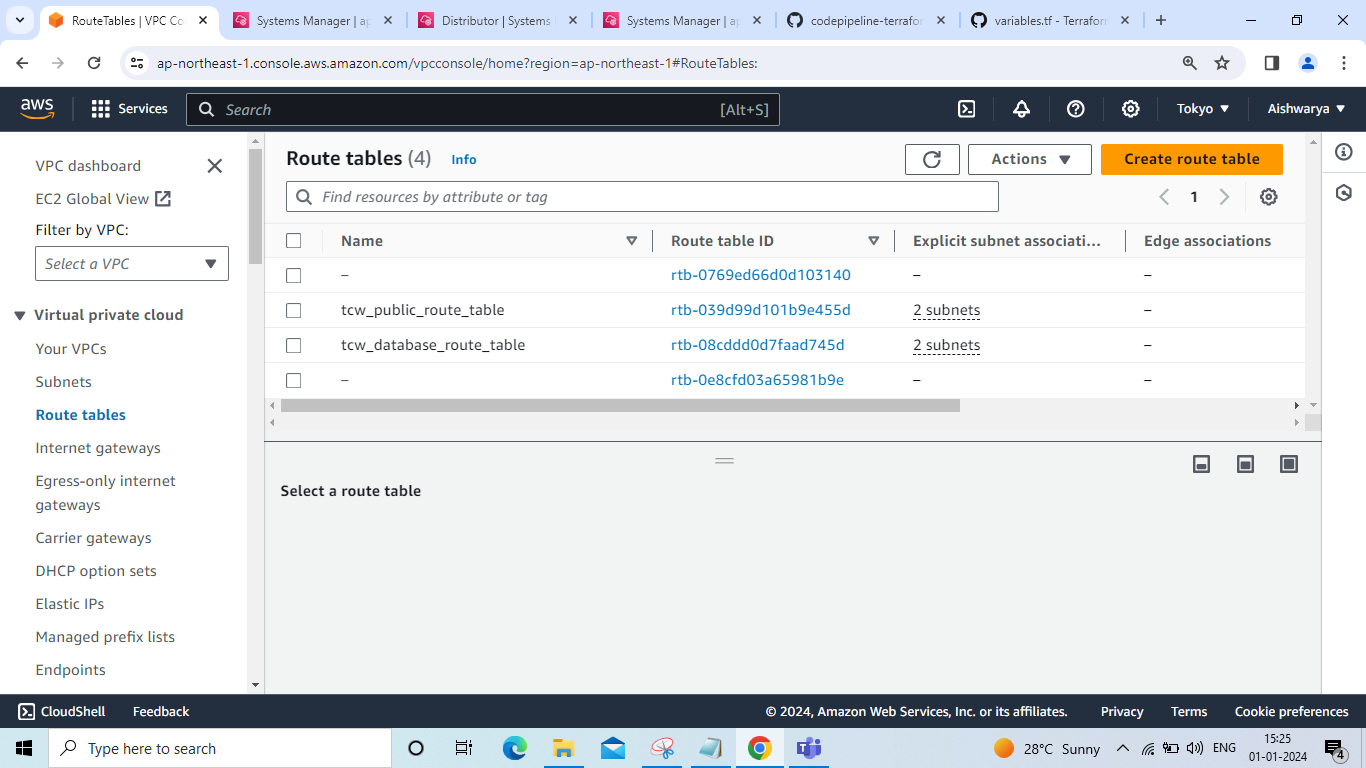 RouteTables | VPC Co
Systems Manager | ap
Distributor | Systems
Systems Manager | ap
codepipeline-terrafor
variables.tf - Terraform
ap-northeast-1.console.aws.amazon.com/vpcconsole/home?region=ap-northeast-1#RouteTables:
aws
Services
Search
[Alt+S]
Tokyo
Aishwarya
VPC dashboard
EC2 Global View
Filter by VPC:
Select a VPC
Virtual private cloud
Your VPCs
Subnets
Route tables
Internet gateways
Egress-only internet
gateways
Carrier gateways
DHCP option sets
Elastic IPs
Managed prefix lists
Endpoints
Route tables (4) Info
Actions
Create route table
Find resources by attribute or tag
1
Name Route table ID Explicit subnet associati... Edge associations
– rtb-0769ed66d0d103140 – –
tcw_public_route_table rtb-039d99d101b9e455d 2 subnets –
tcw_database_route_table rtb-08cddd0d7faad745d 2 subnets –
– rtb-0e8cfd03a65981b9e – –
Select a route table
CloudShell Feedback © 2024, Amazon Web Services, Inc. or its affiliates. Privacy Terms Cookie preferences
Type here to search
28°C Sunny
ENG
15:25
01-01-2024
4